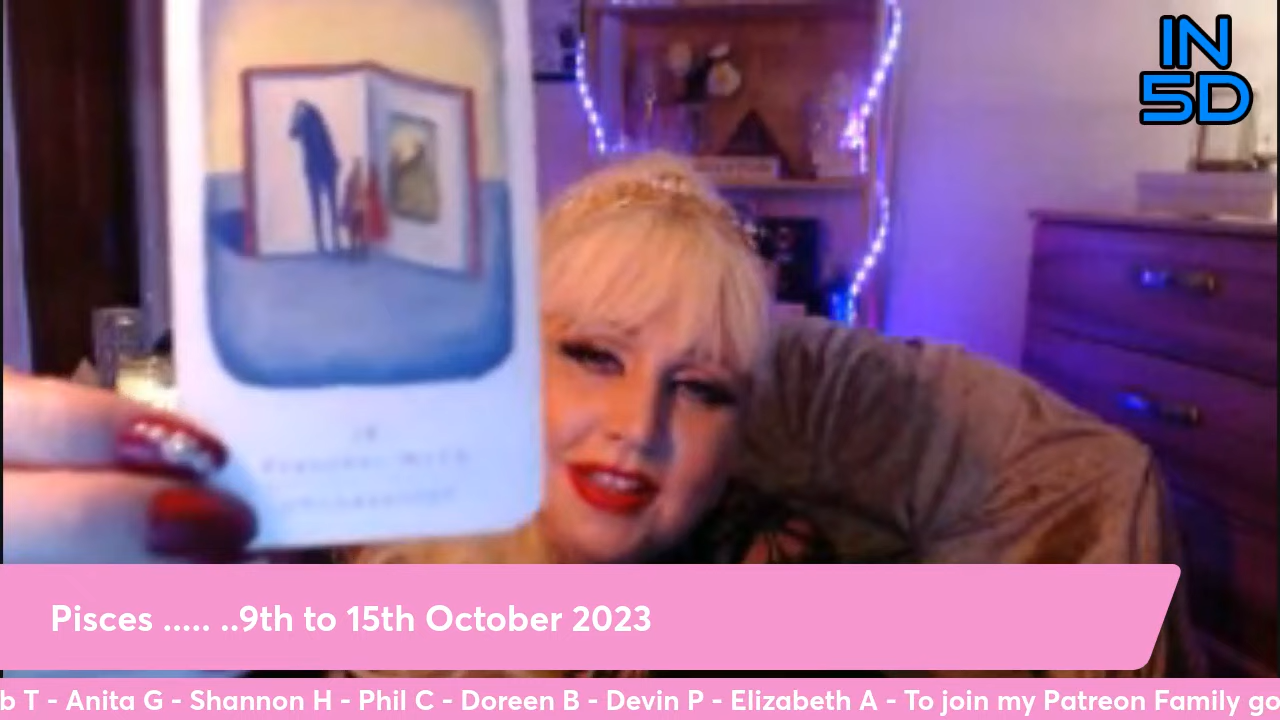 IN
5D
Pisces ..... ..9th to 15th October 2023
b T - Anita G - Shannon H - Phil C - Doreen B - Devin P - Elizabeth A - To join my Patreon Family go